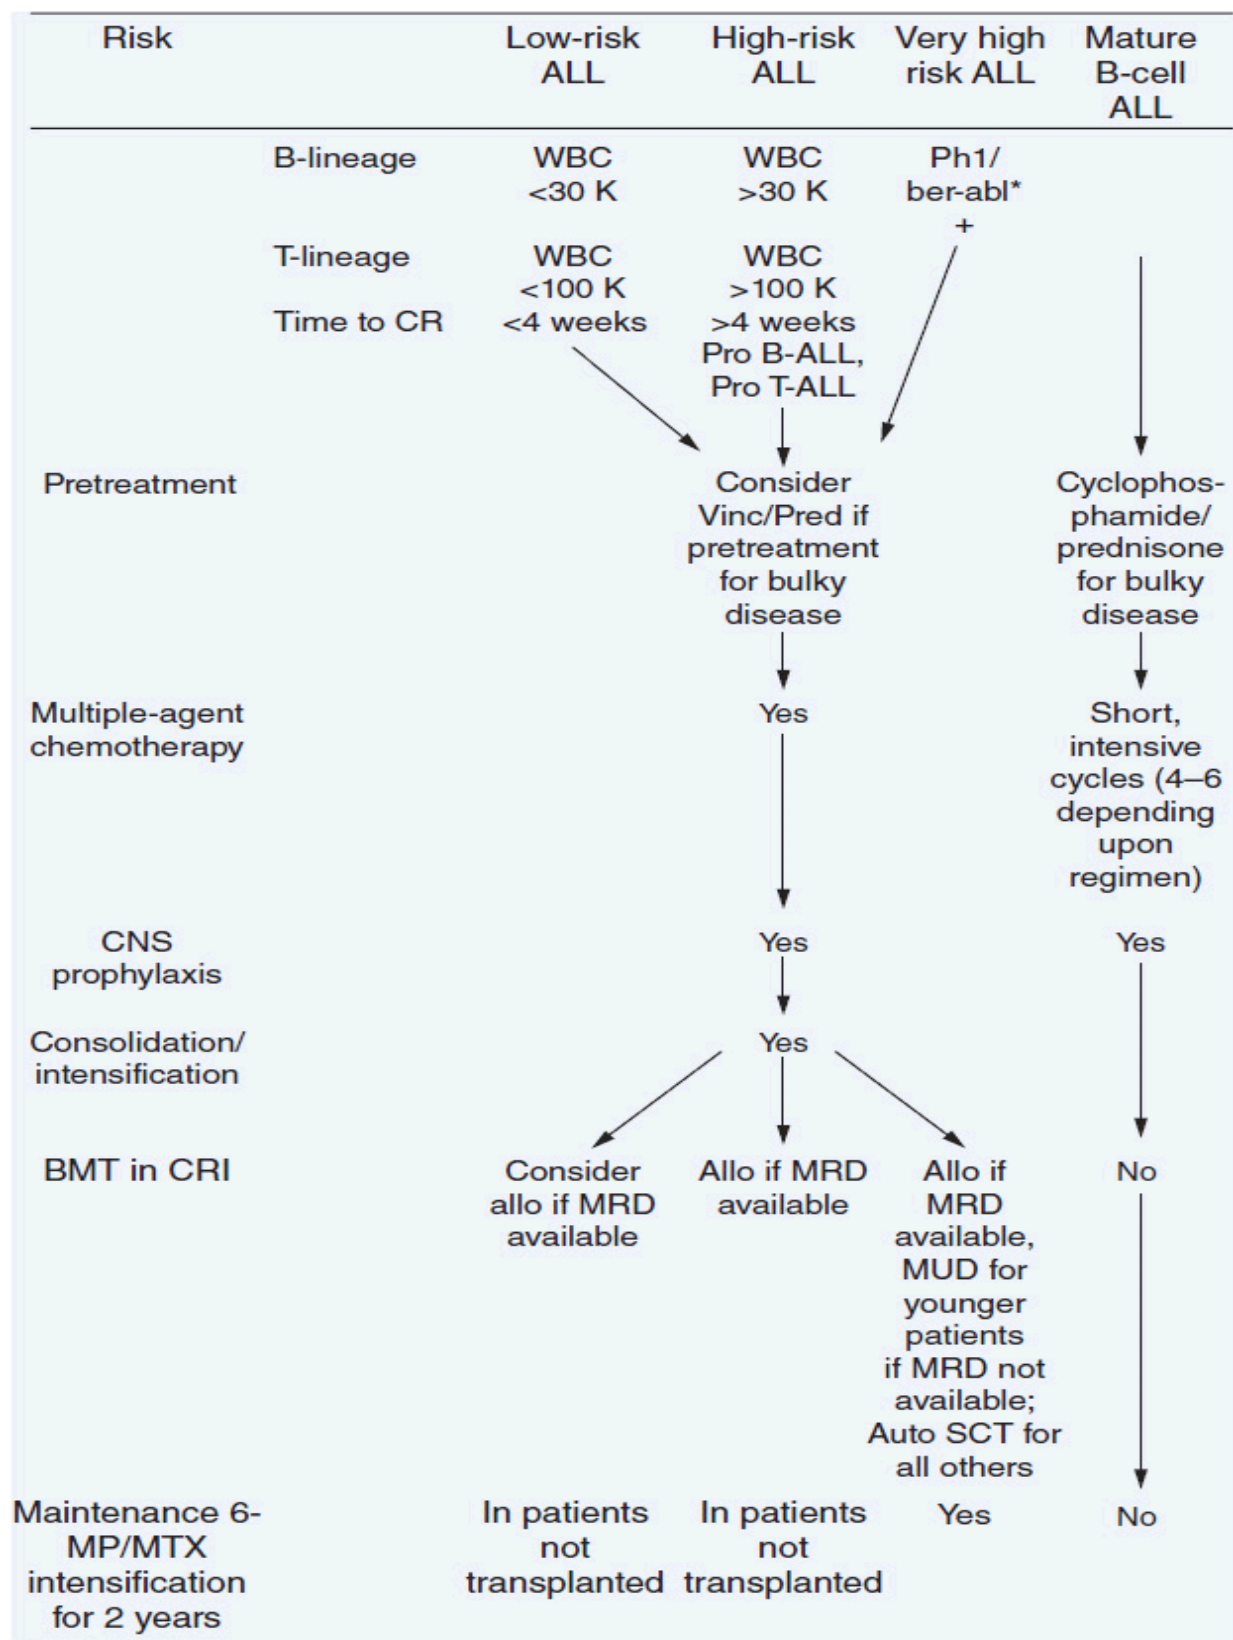 Risk Low-risk High-risk Very high Mature
ALL ALL risk ALL B-cell
ALL
B-lineage WBC WBC Ph1/
<30 K >30 K ber-abl*
+
T-lineage WBC WBC
<100 K >100 K
Time to CR <4 weeks >4 weeks
Pro B-ALL,
Pro T-ALL
Pretreatment Consider Cyclophos-
Vinc/Pred if phamide/
pretreatment prednisone
for bulky for bulky
disease disease
Multiple-agent Yes Short,
chemotherapy intensive
cycles (4–6
depending
upon
regimen)
CNS Yes Yes
prophylaxis
Consolidation/ Yes
intensification
BMT in CRI Consider Allo if MRD Allo if No
allo if MRD available MRD
available available,
MUD for
younger
patients
if MRD not
available;
Auto SCT for
all others
Maintenance 6- In patients In patients Yes No
MP/MTX not not
intensification transplanted transplanted
for 2 years